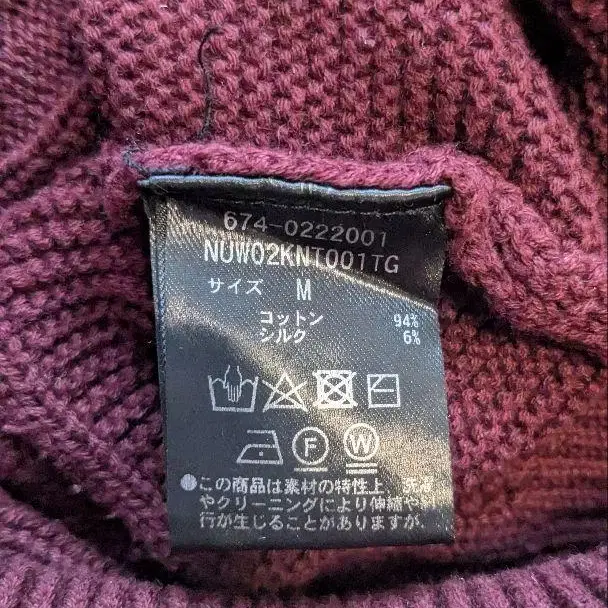 674-0222001
NUW02KNT001TG
サイズ M
コットン 94%
シルク 6%
F W
●この商品は素材の特性上、洗濯
やクリーニングにより伸縮や
行が生じることがありますが、